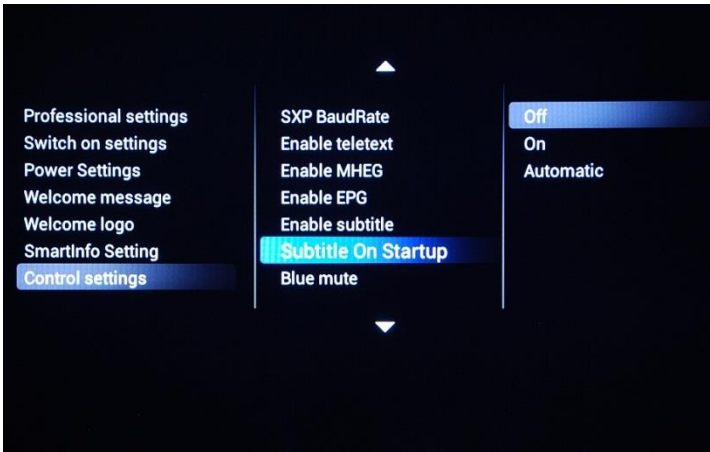 Professional settings
Switch on settings
Power Settings
Welcome message
Welcome logo
SmartInfo Setting
Control settings
SXP BaudRate
Enable teletext
Enable MHEG
Enable EPG
Enable subtitle
Subtitle On Startup
Blue mute
Off
On
Automatic